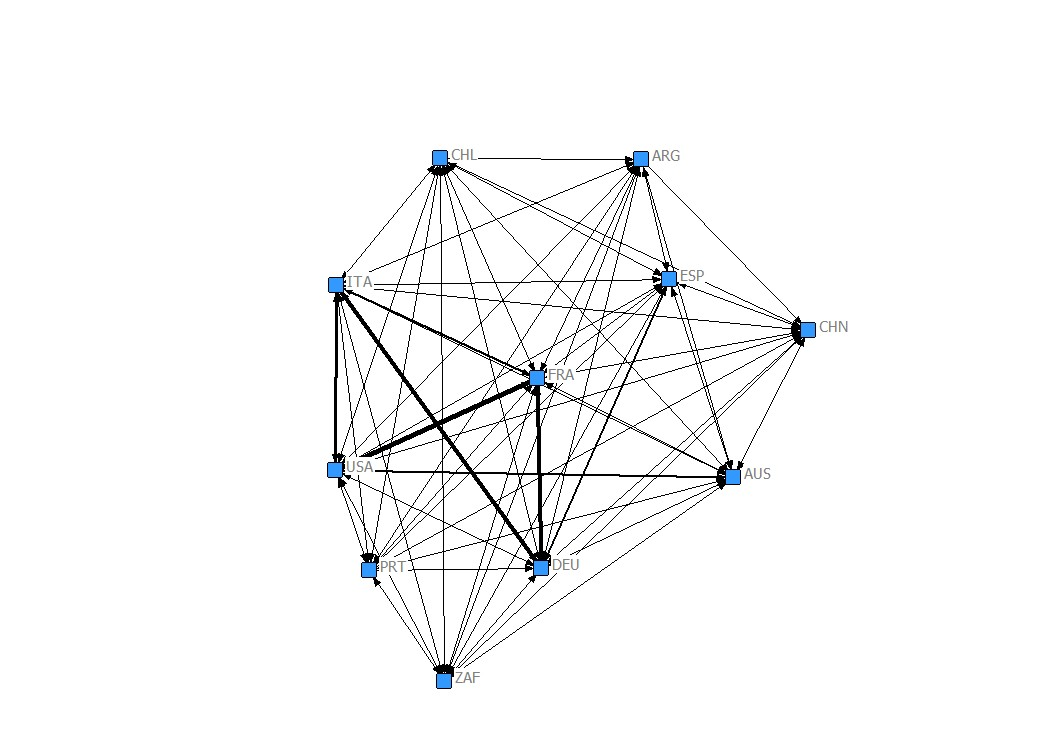 CHL
ARG
ITA
ESP
CHN
FRA
USA
AUS
PRT
DEU
ZAF